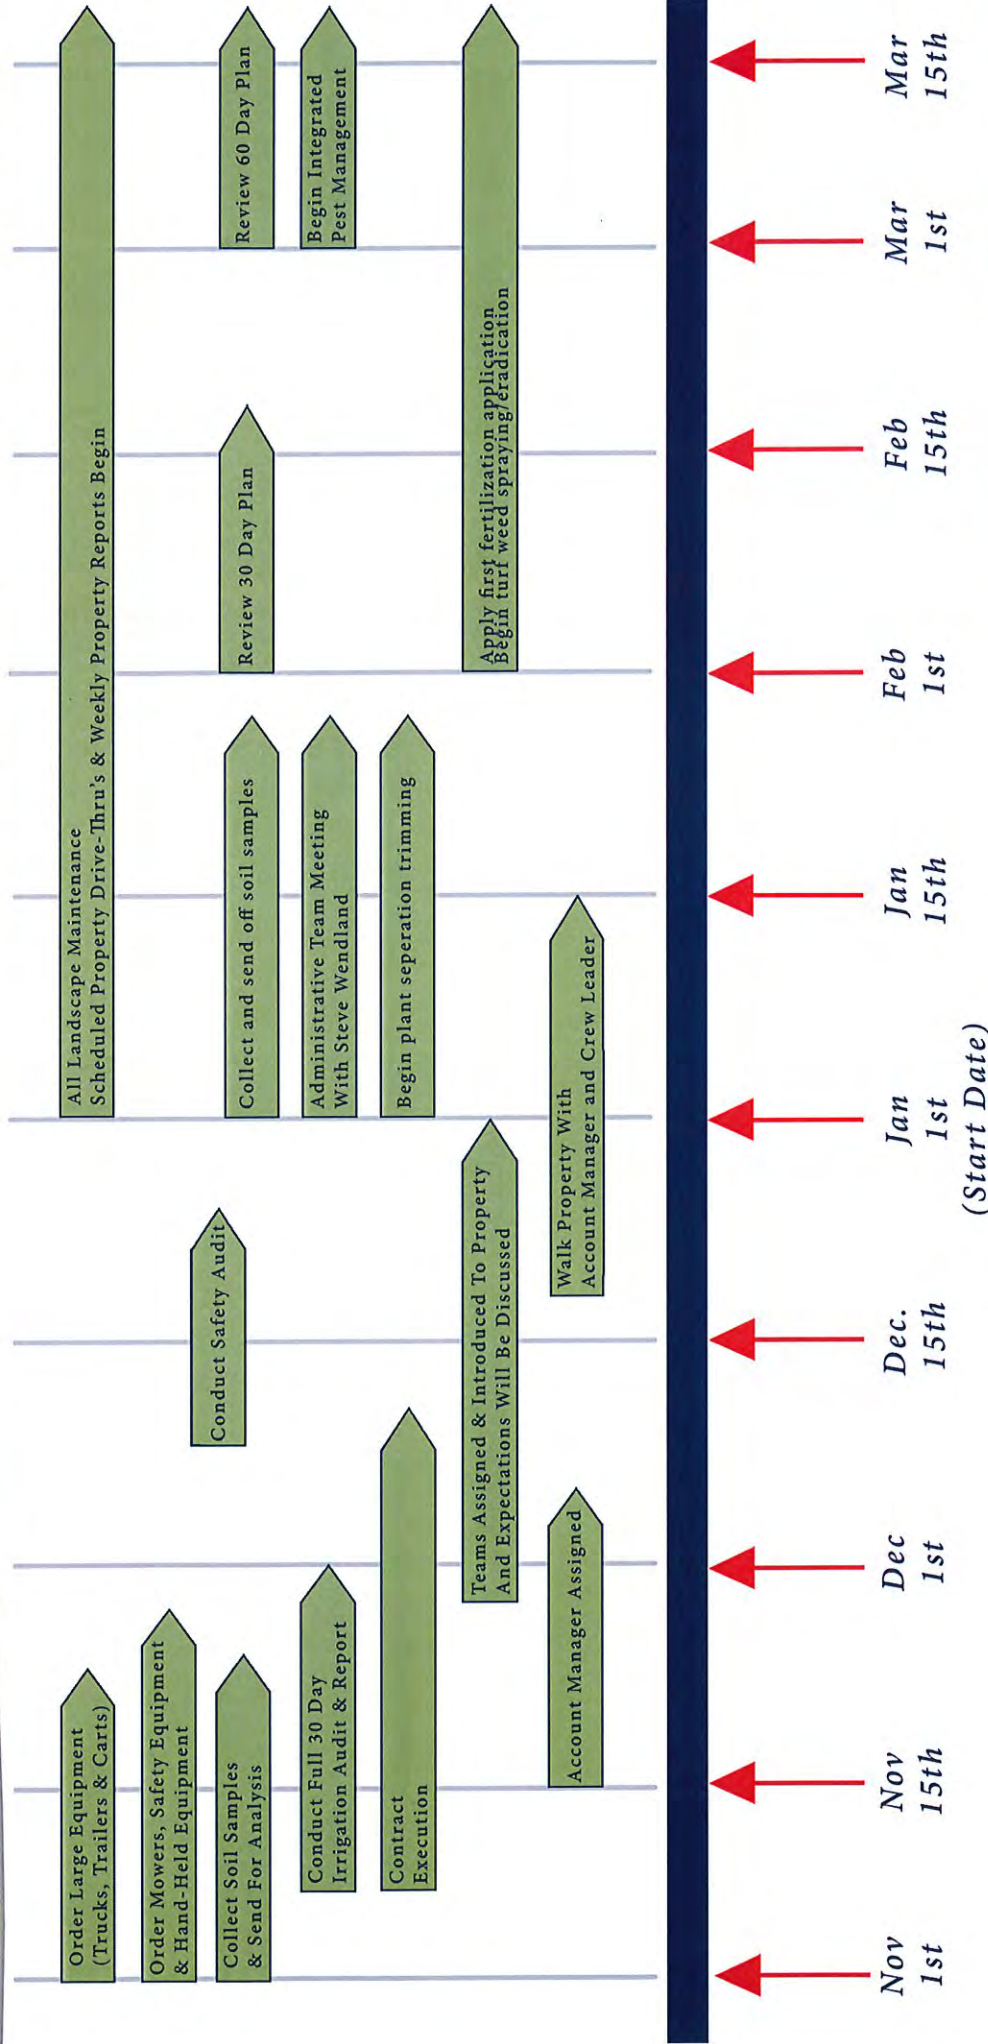 Order Large Equipment
(Trucks, Trailers & Carts)
Order Mowers, Safety Equipment
& Hand-Held Equipment
Collect Soil Samples
& Send For Analysis
Conduct Full 30 Day
Irrigation Audit & Report
Contract
Execution
Account Manager Assigned
Teams Assigned & Introduced To Property
And Expectations Will Be Discussed
Conduct Safety Audit
Walk Property With
Account Manager and Crew Leader
All Landscape Maintenance
Scheduled Property Drive-Thru's & Weekly Property Reports Begin
Collect and send off soil samples
Administrative Team Meeting
With Steve Wendland
Begin plant seperation trimming
Review 30 Day Plan
Apply first fertilization application
Begin turf weed spraying/eradication
Review 60 Day Plan
Begin Integrated
Pest Management
Nov
1st
Nov
15th
Dec
1st
Dec.
15th
Jan
1st
(Start Date)
Jan
15th
Feb
1st
Feb
15th
Mar
1st
Mar
15th